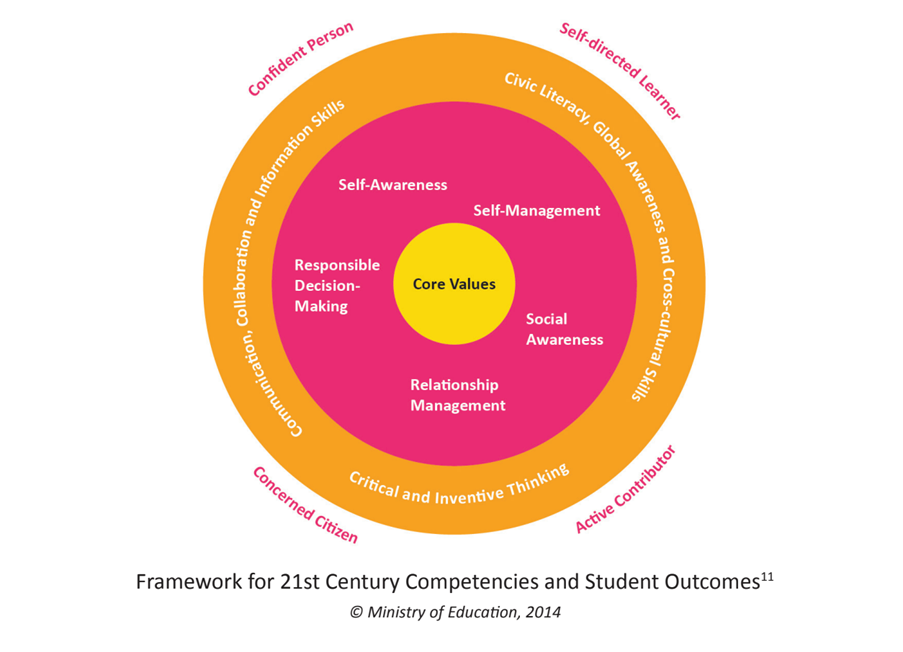 Confident Person
Self-directed Learner
Communication, Collaboration and Information Skills
Civic Literacy, Global Awareness and Cross-cultural Skills
Self-Awareness
Self-Management
Responsible
Decision-
Making
Core Values
Social
Awareness
Relationship
Management
Critical and Inventive Thinking
Concerned Citizen
Active Contributor
Framework for 21st Century Competencies and Student Outcomes¹¹
© Ministry of Education, 2014